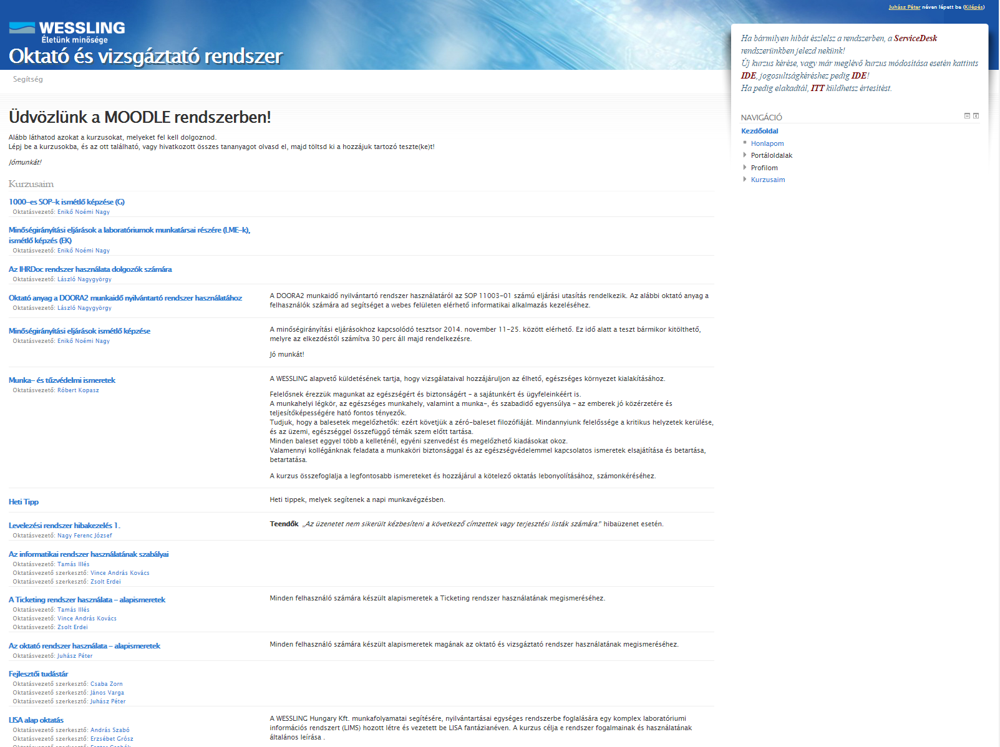 Juhász Péter néven lépett be (Kilépés)
WESSLING
Életünk minősége
Oktató és vizsgáztató rendszer
Segítség
Ha bármilyen hibát észlelsz a rendszerben, a ServiceDesk
rendszerünkben jelezd nekünk!
Új kurzus kérése, vagy már meglévő kurzus módosítása esetén kattints
IDE, jogosultságkéréshez pedig IDE!
Ha pedig elakadtál, ITT küldhetsz értesítést.
NAVIGÁCIÓ
Kezdőoldal
Honlapom
Portáloldalak
Profilom
Kurzusaim
Üdvözlünk a MOODLE rendszerben!
Alább láthatod azokat a kurzusokat, melyeket fel kell dolgoznod.
Lépj be a kurzusokba, és az ott található, vagy hivatkozott összes tananyagot olvasd el, majd töltsd ki a hozzájuk tartozó teszte(ke)t!
Jómunkát!
Kurzusaim
1000-es SOP-k ismétlő képzése (G)
Oktatásvezető: Enikő Noémi Nagy
Minőségirányítási eljárások a laboratóriumok munkatársai részére (LME-k),
ismétlő képzés (EK)
Oktatásvezető: Enikő Noémi Nagy
Az IHRDoc rendszer használata dolgozók számára
Oktatásvezető: László Nagygyörgy
Oktató anyag a DOORA2 munkaidő nyilvántartó rendszer használatához
Oktatásvezető: László Nagygyörgy
A DOORA2 munkaidő nyilvántartó rendszer használatáról az SOP 11003-01 számú eljárási utasítás rendelkezik. Az alábbi oktató anyag a
felhasználók számára ad segítséget a webes felületen elérhető informatikai alkalmazás kezeléséhez.
Minőségirányítási eljárások ismétlő képzése
Oktatásvezető: Enikő Noémi Nagy
A minőségirányítási eljárásokhoz kapcsolódó tesztsor 2014. november 11-25. között elérhető. Ez idő alatt a teszt bármikor kitölthető,
melyre az elkezdéstől számítva 30 perc áll majd rendelkezésre.
Jó munkát!
Munka- és tűzvédelmi ismeretek
Oktatásvezető: Róbert Kopasz
A WESSLING alapvető küldetésének tartja, hogy vizsgálataival hozzájáruljon az élhető, egészséges környezet kialakításához.
Felelősnek érezzük magunkat az egészségért és biztonságért - a sajátunkért és ügyfeleinkéért is.
A munkahelyi légkör, az egészséges munkahely, valamint a munka-, és szabadidő egyensúlya - az emberek jó közérzetére és
teljesítőképességére ható fontos tényezők.
Tudjuk, hogy a balesetek megelőzhetők: ezért követjük a zéró-baleset filozófiáját. Mindannyiunk felelőssége a kritikus helyzetek kerülése,
és az üzemi, egészséggel összefüggő témák szem előtt tartása.
Minden baleset eggyel több a kelleténél, egyéni szenvedést és megelőzhető kiadásokat okoz.
Valamennyi kollégánknak feladata a munkaköri biztonsággal és az egészségvédelemmel kapcsolatos ismeretek elsajátítása és betartása,
betartatása.
A kurzus összefoglalja a legfontosabb ismereteket és hozzájárul a kötelező oktatás lebonyolításához, számonkéréséhez.
Heti Tipp
Heti tippek, melyek segítenek a napi munkavégzésben.
Levelezési rendszer hibakezelés 1.
Oktatásvezető: Nagy Ferenc József
Teendők „Az üzenetet nem sikerült kézbesíteni a következő címzettek vagy terjesztési listák számára:” hibaüzenet esetén.
Az informatikai rendszer használatának szabályai
Oktatásvezető: Tamás Illés
Oktatásvezető szerkesztő: Vince András Kovács
Oktatásvezető szerkesztő: Zsolt Erdei
A Ticketing rendszer használata - alapismeretek
Oktatásvezető: Tamás Illés
Oktatásvezető: Vince András Kovács
Oktatásvezető: Zsolt Erdei
Minden felhasználó számára készült alapismeretek a Ticketing rendszer használatának megismeréséhez.
Az oktató rendszer használata - alapismeretek
Oktatásvezető: Juhász Péter
Minden felhasználó számára készült alapismeretek magának az oktató és vizsgáztató rendszer használatának megismeréséhez.
Fejlesztői tudástár
Oktatásvezető szerkesztő: Csaba Zorn
Oktatásvezető szerkesztő: János Varga
Oktatásvezető szerkesztő: Juhász Péter
LISA alap oktatás
Oktatásvezető szerkesztő: András Szabó
Oktatásvezető szerkesztő: Erzsébet Grósz
A WESSLING Hungary Kft. munkafolyamatai segítésére, nyilvántartásai egységes rendszerbe foglalására egy komplex laboratóriumi
információs rendszert (LIMS) hozott létre és vezetett be LISA fantázianéven. A kurzus célja e rendszer fogalmainak és használatának
általános leírása .